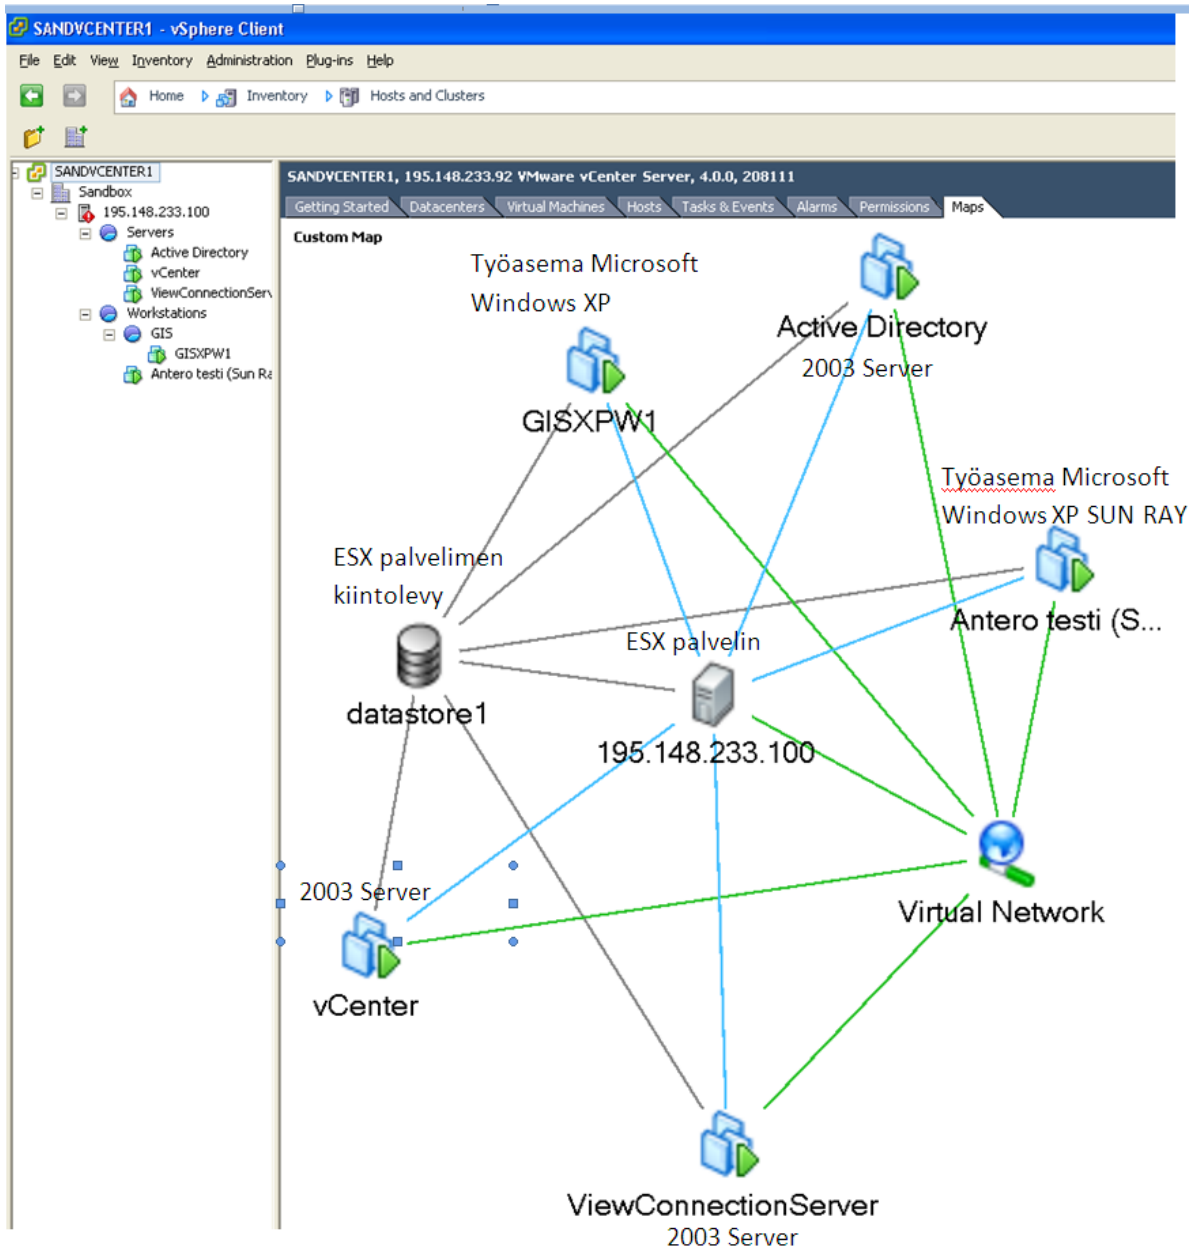 SANDVCENTER1 - vSphere Client
File Edit View Inventory Administration Plug-ins Help
Home Inventory Hosts and Clusters
SANDVCENTER1
Sandbox
195.148.233.100
Servers
Active Directory
vCenter
ViewConnectionServ
Workstations
GIS
GISXPW1
Antero testi (Sun Ra
SANDVCENTER1, 195.148.233.92 VMware vCenter Server, 4.0.0, 208111
Getting Started Datacenters Virtual Machines Hosts Tasks & Events Alarms Permissions Maps
Custom Map
Työasema Microsoft
Windows XP
GISXPW1
Active Directory
2003 Server
Työasema Microsoft
Windows XP SUN RAY
Antero testi (S...
ESX palvelimen
kiintolevy
datastore1
ESX palvelin
195.148.233.100
Virtual Network
2003 Server
vCenter
ViewConnectionServer
2003 Server